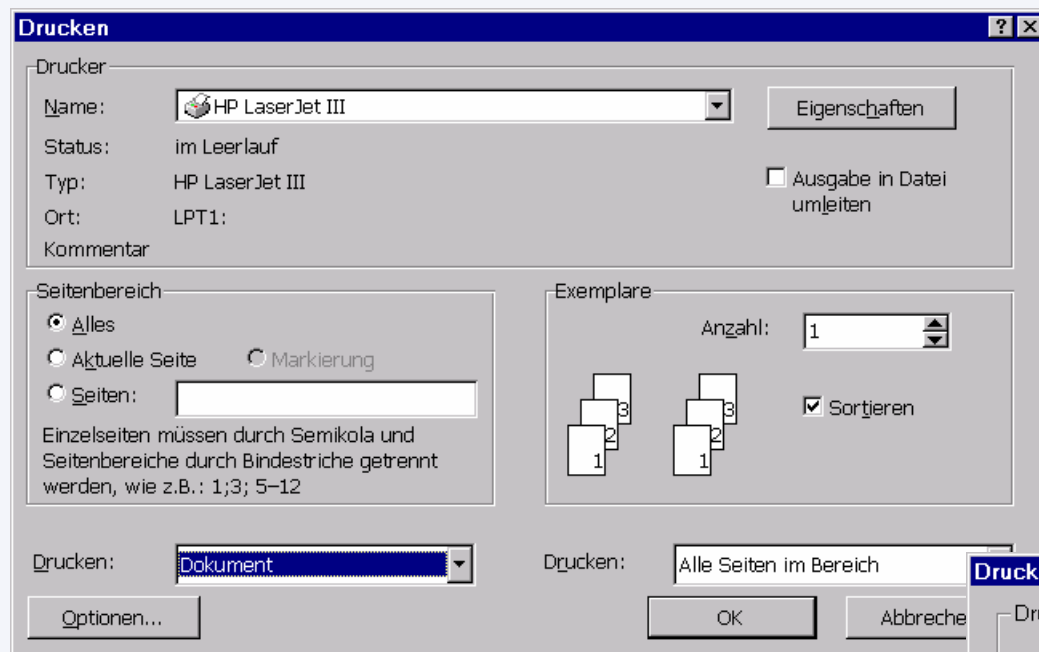 Drucken
Drucker
Name: HP LaserJet III Eigenschaften
Status: im Leerlauf
Typ: HP LaserJet III Ausgabe in Datei
umleiten
Ort: LPT1:
Kommentar
Seitenbereich Exemplare
Alles Anzahl: 1
Aktuelle Seite Markierung
Seiten: Sortieren
3 3
2 2
1 1
Einzelseiten müssen durch Semikola und
Seitenbereiche durch Bindestriche getrennt
werden, wie z.B.: 1;3; 5–12
Drucken: Dokument Drucken: Alle Seiten im Bereich
Druck
Optionen... OK Abbreche
Dru